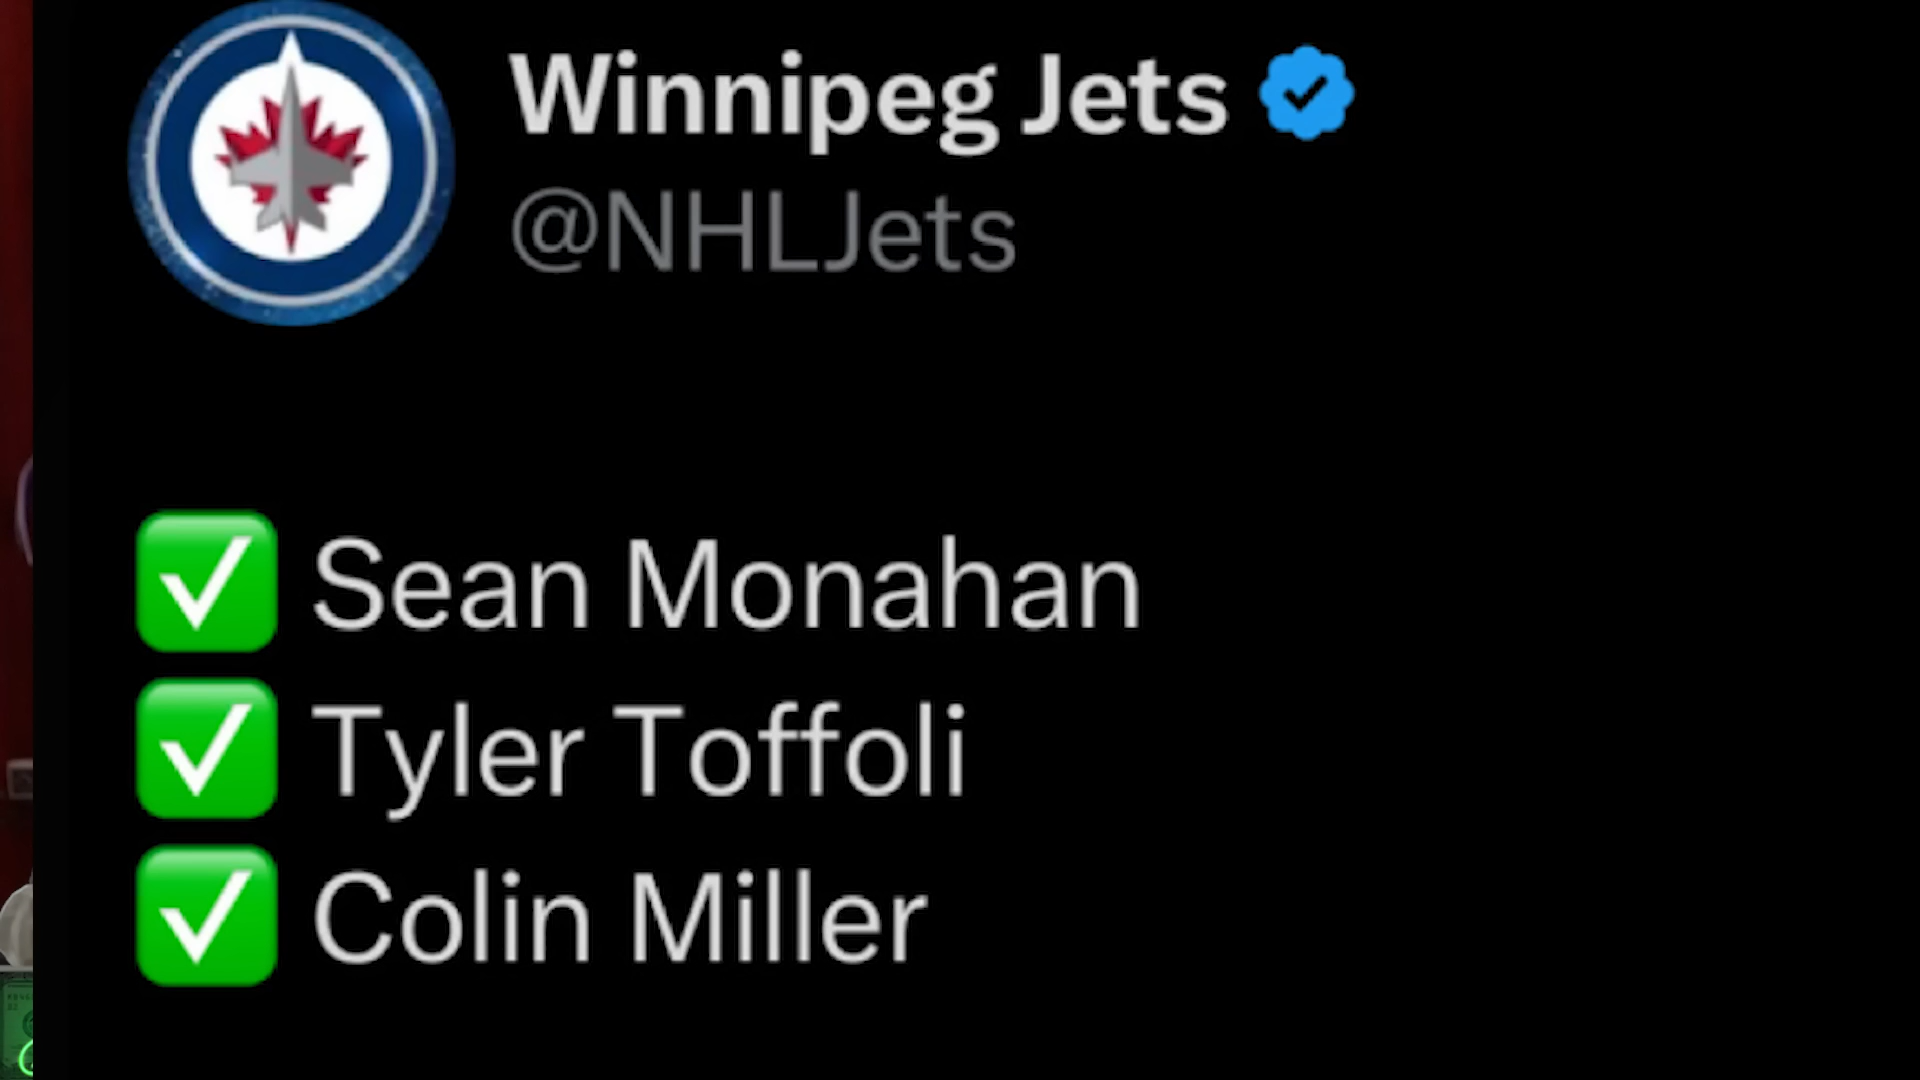 Winnipeg Jets
@NHLJets
✅ Sean Monahan
✅ Tyler Toffoli
✅ Colin Miller